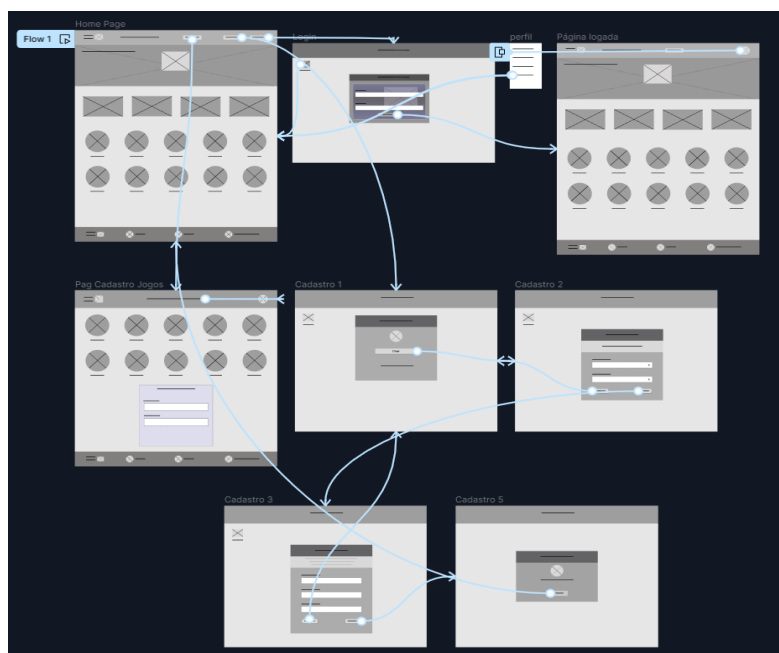 Home Page
Flow 1
Login
perfil
Página logada
Pag Cadastro Jogos
Cadastro 1
Cadastro 2
Cadastro 3
Cadastro 5